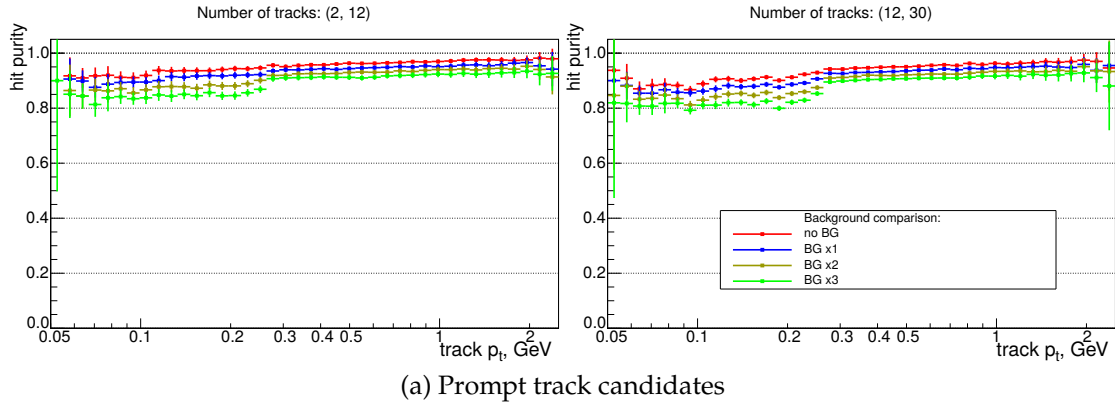 Number of tracks: (2, 12)
hit purity
1.0
0.8
0.6
0.4
0.2
0.0
0.05
0.1
0.2
0.3
0.4
0.5
1
2
track pt, GeV
Number of tracks: (12, 30)
hit purity
1.0
0.8
0.6
0.4
0.2
0.0
Background comparison:
no BG
BG x1
BG x2
BG x3
0.05
0.1
0.2
0.3
0.4
0.5
1
2
track pt, GeV
(a) Prompt track candidates